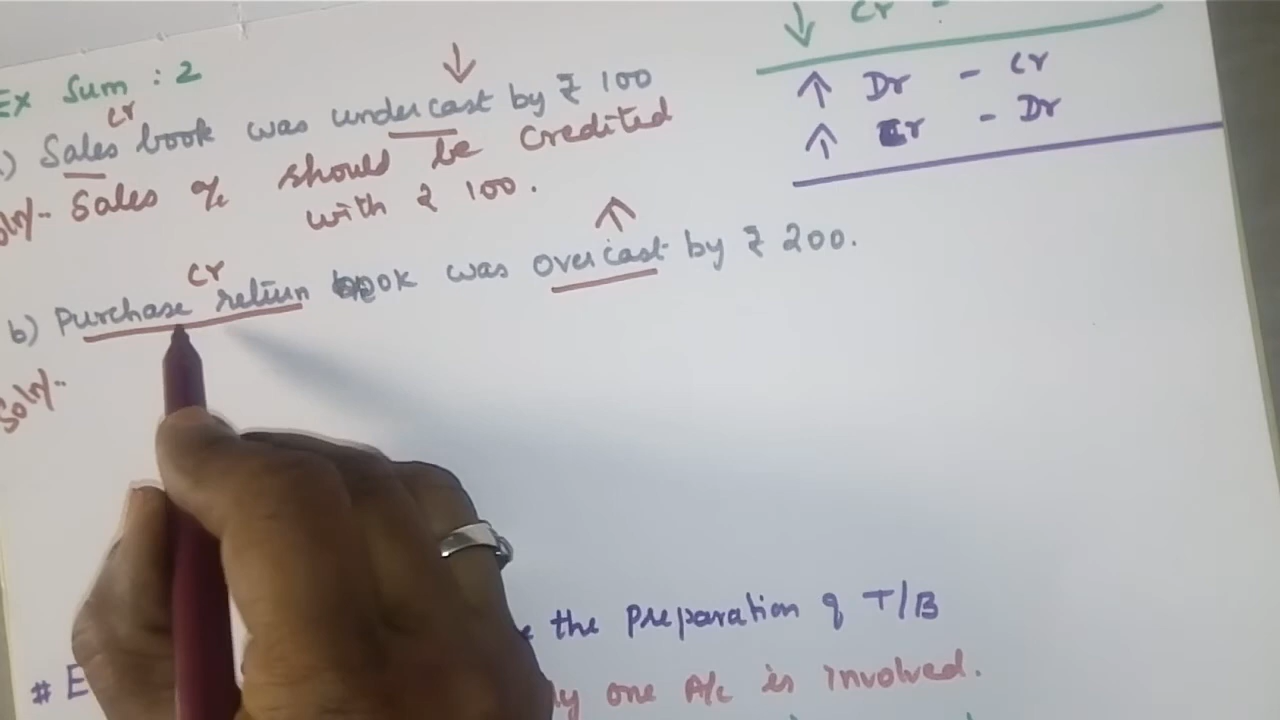 ↓ Cr -
Ex Sum : 2
↑ Dr - Cr
↑ Cr - Dr
Cr ↓
) Sales book was undercast by ₹ 100
Soln/- Sales a/c should be credited
with ₹ 100.
Cr ↑
b) Purchase return book was overcast by ₹ 200.
Soln/-
the preparation of T/B
# E
one A/c is involved.